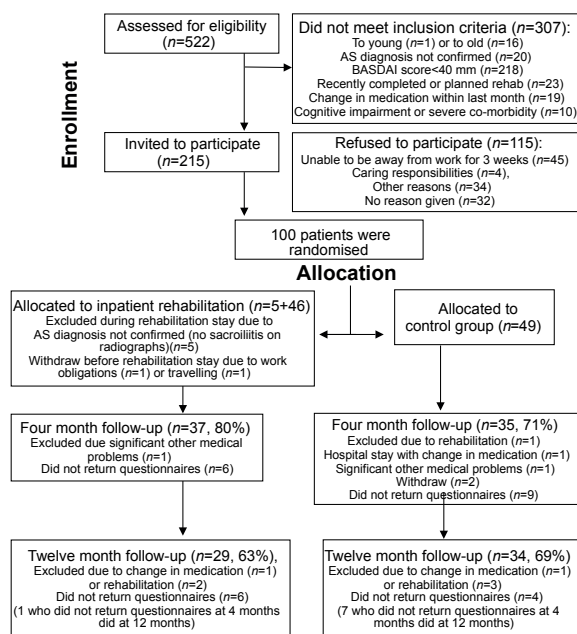 Enrollment
Assessed for eligibility
(n=522)
Did not meet inclusion criteria (n=307):
To young (n=1) or to old (n=16)
AS diagnosis not confirmed (n=20)
BASDAI score<40 mm (n=218)
Recently completed or planned rehab (n=23)
Change in medication within last month (n=19)
Cognitive impairment or severe co-morbidity (n=10)
Invited to participate
(n=215)
Refused to participate (n=115):
Unable to be away from work for 3 weeks (n=45)
Caring responsibilities (n=4),
Other reasons (n=34)
No reason given (n=32)
100 patients were
randomised
Allocation
Allocated to inpatient rehabilitation (n=5+46)
Excluded during rehabilitation stay due to
AS diagnosis not confirmed (no sacroiliitis on
radiographs)(n=5)
Withdraw before rehabilitation stay due to work
obligations (n=1) or travelling (n=1)
Allocated to
control group (n=49)
Four month follow-up (n=37, 80%)
Excluded due significant other medical
problems (n=1)
Did not return questionnaires (n=6)
Four month follow-up (n=35, 71%)
Excluded due to rehabilitation (n=1)
Hospital stay with change in medication (n=1)
Significant other medical problems (n=1)
Withdraw (n=2)
Did not return questionnaires (n=9)
Twelve month follow-up (n=29, 63%),
Excluded due to change in medication (n=1)
or rehabilitation (n=2)
Did not return questionnaires (n=6)
(1 who did not return questionnaires at 4 months
did at 12 months)
Twelve month follow-up (n=34, 69%)
Excluded due to change in medication (n=1)
or rehabilitation (n=3)
Did not return questionnaires (n=4)
(7 who did not return questionnaires at 4
months did at 12 months)